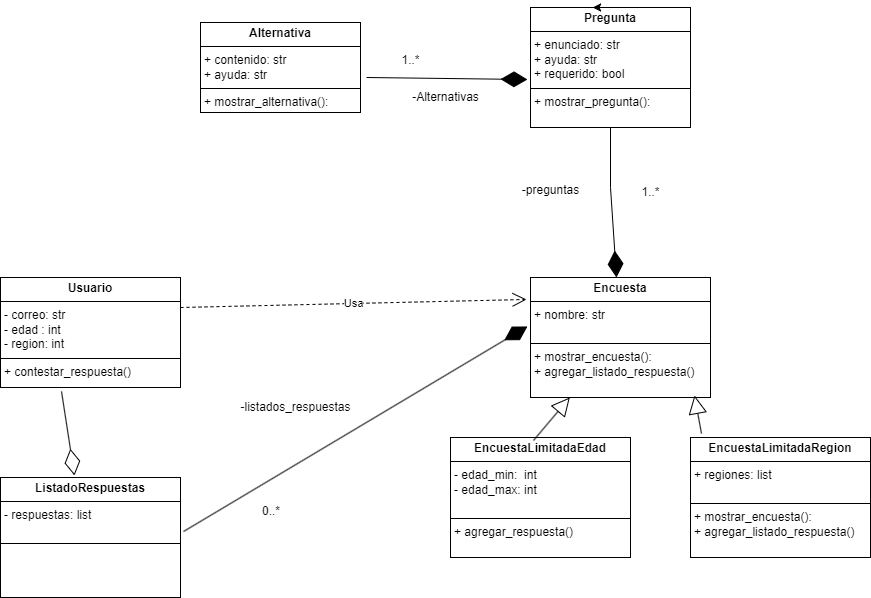 Alternativa
+ contenido: str
+ ayuda: str
+ mostrar_alternativa():
1..*
-Alternativas
Pregunta
+ enunciado: str
+ ayuda: str
+ requerido: bool
+ mostrar_pregunta():
-preguntas
1..*
Usuario
- correo: str
- edad : int
- region: int
+ contestar_respuesta()
Usa
Encuesta
+ nombre: str
+ mostrar_encuesta():
+ agregar_listado_respuesta()
-listados_respuestas
0..*
ListadoRespuestas
- respuestas: list
EncuestaLimitadaEdad
- edad_min:  int
- edad_max: int
+ agregar_respuesta()
EncuestaLimitadaRegion
+ regiones: list
+ mostrar_encuesta():
+ agregar_listado_respuesta()